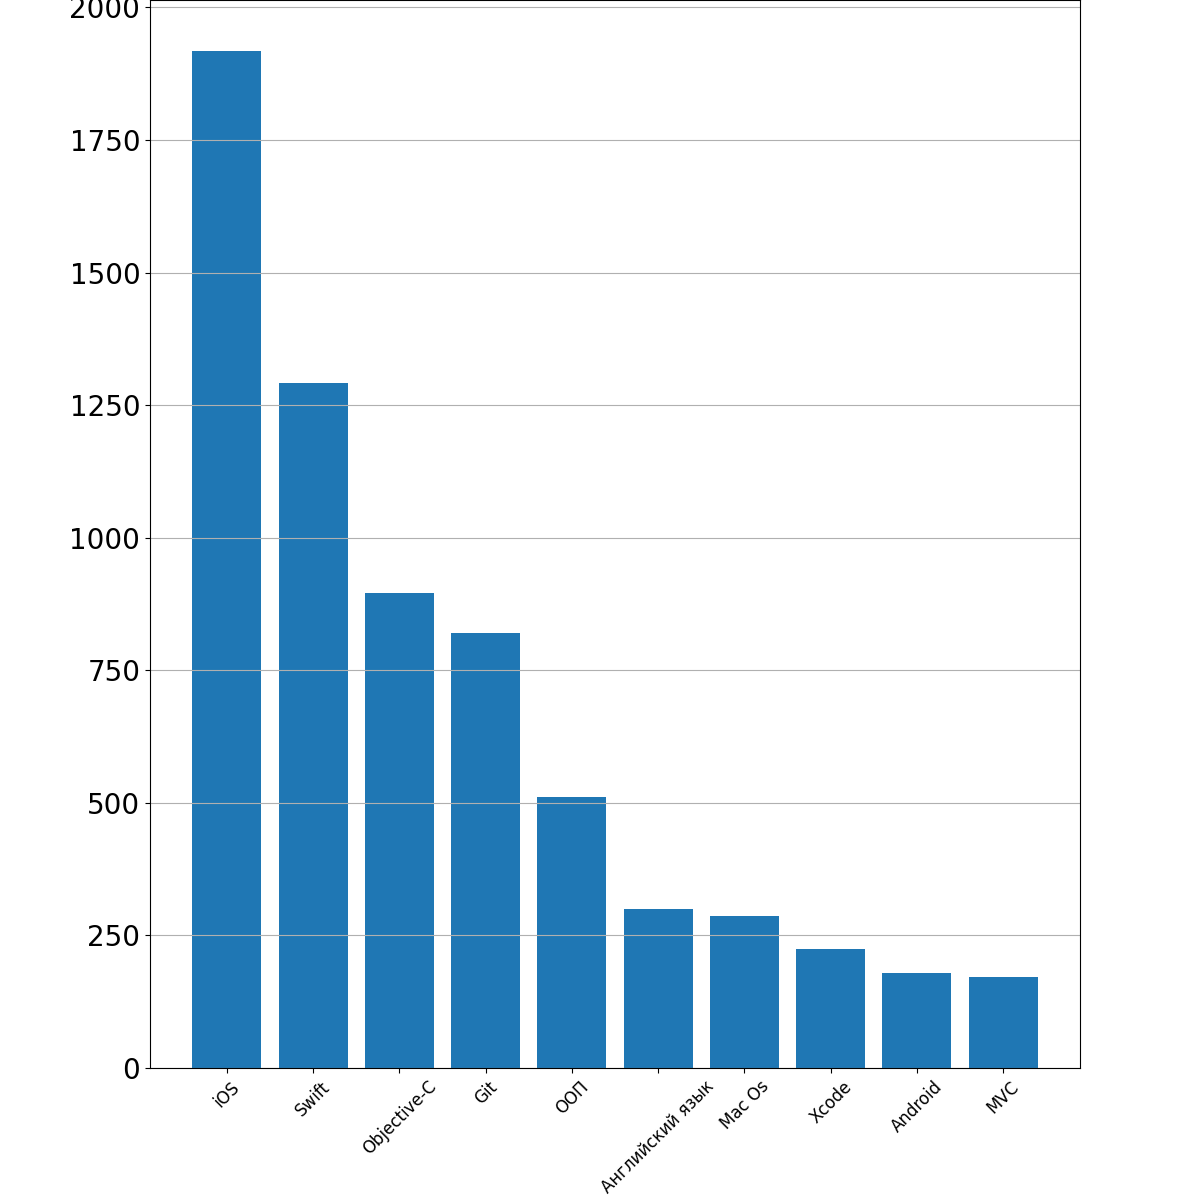 2000
1750
1500
1250
1000
750
500
250
0
iOS
Swift
Objective-C
Git
ООП
Английский язык
Mac Os
Xcode
Android
MVC